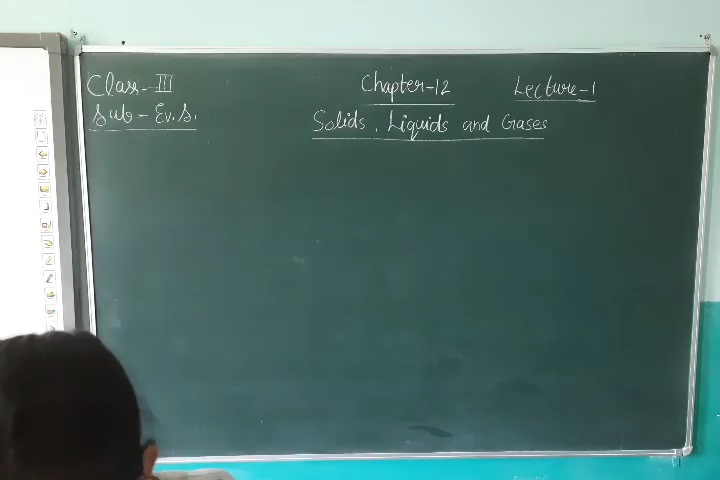 Class-III
Chapter-12
Lecture-1
Sub-Ev.S.
Solids, Liquids and Gases